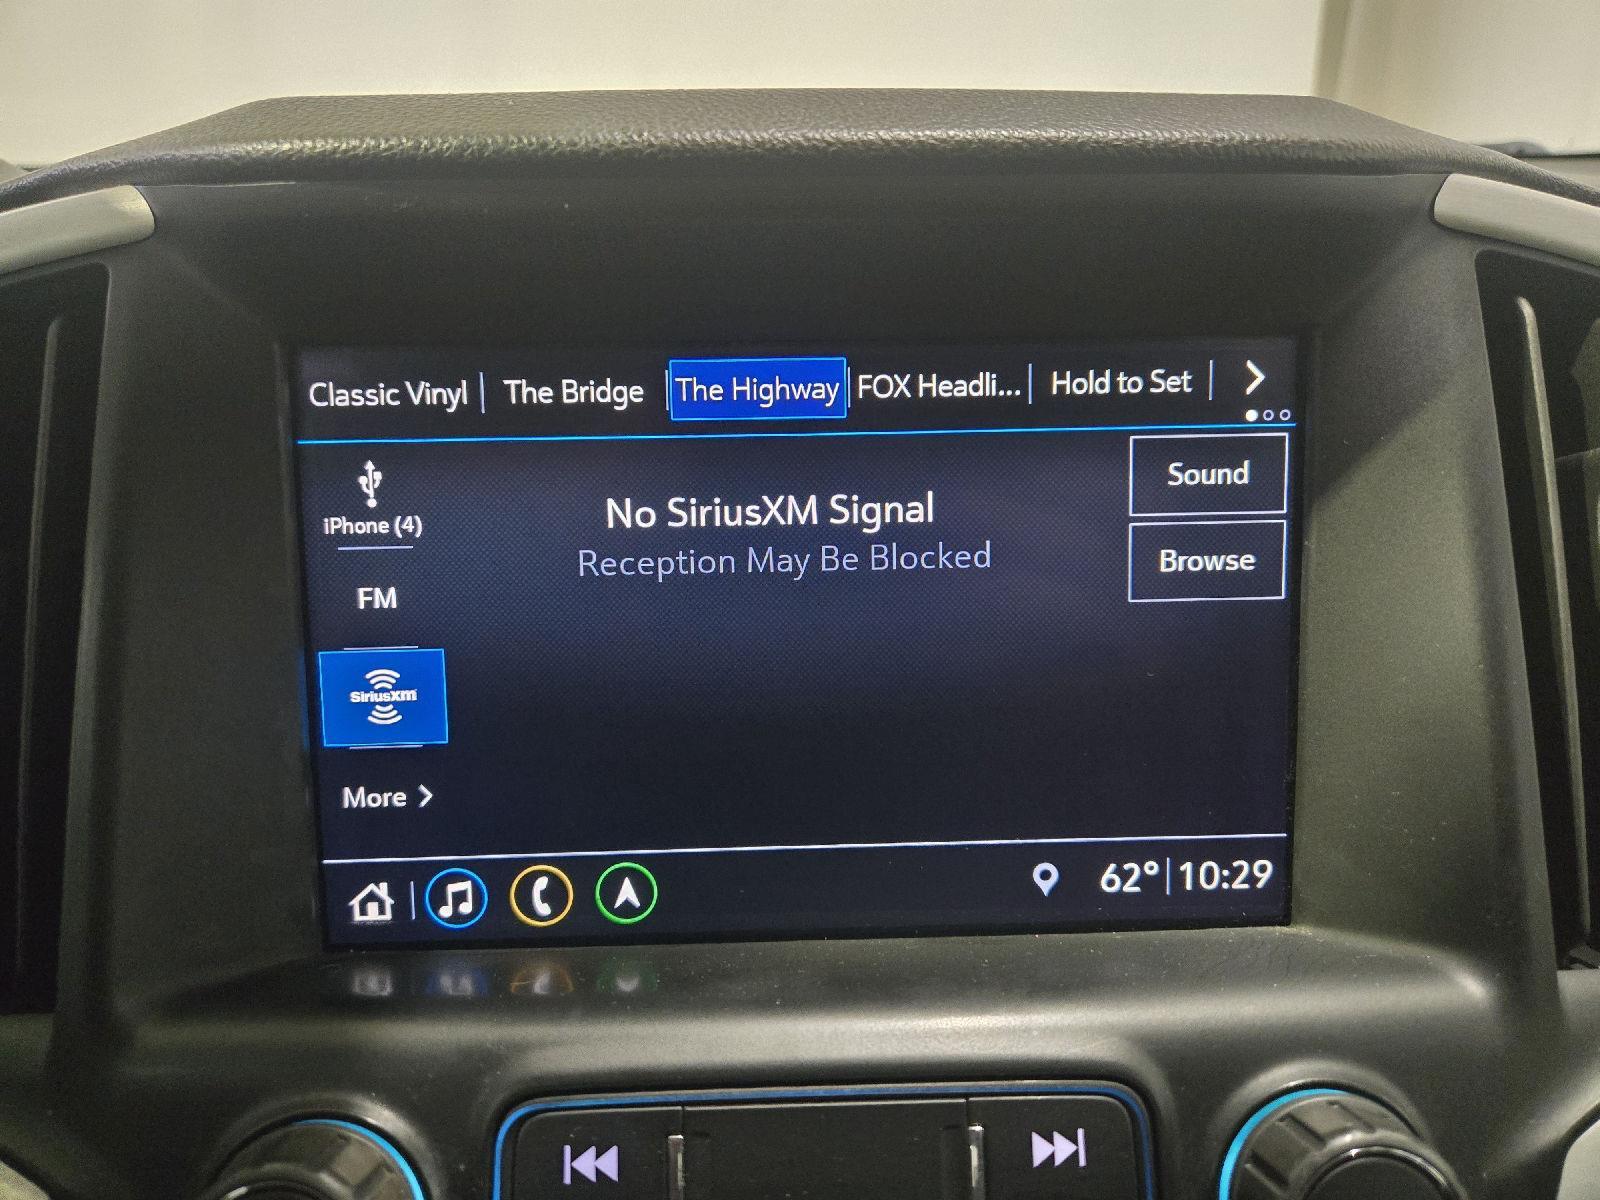 Classic Vinyl
The Bridge
The Highway
FOX Headli...
Hold to Set
Sound
iPhone (4)
No SiriusXM Signal
Reception May Be Blocked
Browse
FM
SiriusXM
More
62° 10:29